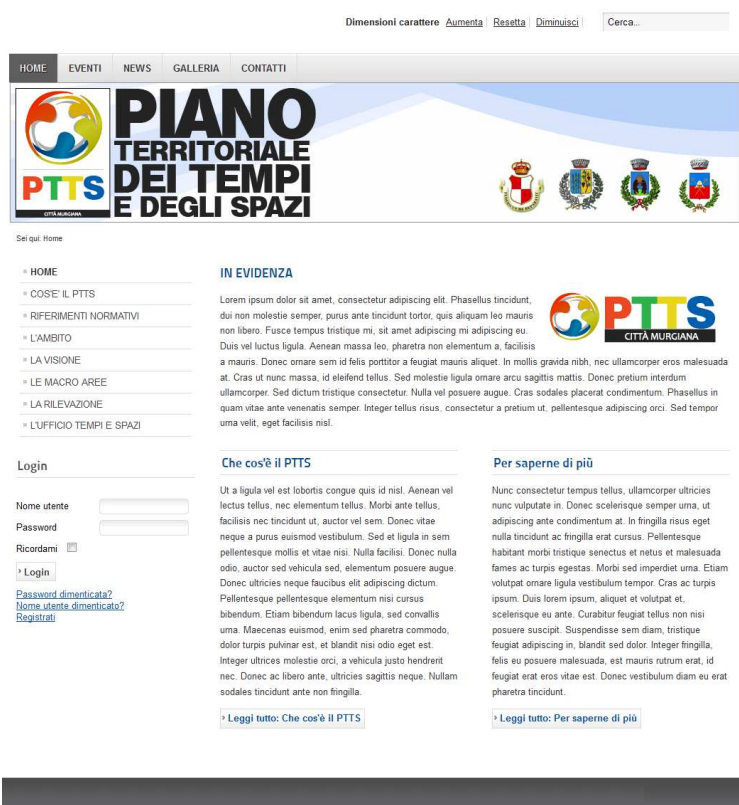 Dimensioni carattere Aumenta Resetta Diminuisci Cerca...
HOME EVENTI NEWS GALLERIA CONTATTI
PIANO
TERRITORIALE
DEI TEMPI
E DEGLI SPAZI
PTTS
CITTÀ MURGIANA
Sei qui: Home
HOME
COS'E' IL PTTS
RIFERIMENTI NORMATIVI
L'AMBITO
LA VISIONE
LE MACRO AREE
LA RILEVAZIONE
L'UFFICIO TEMPI E SPAZI
Login
Nome utente
Password
Ricordami
Login
Password dimenticata?
Nome utente dimenticato?
Registrati
IN EVIDENZA
Lorem ipsum dolor sit amet, consectetur adipiscing elit. Phasellus tincidunt,
dui non molestie semper, purus ante tincidunt tortor, quis aliquam leo mauris
non libero. Fusce tempus tristique mi, sit amet adipiscing mi adipiscing eu.
Duis vel luctus ligula. Aenean massa leo, pharetra non elementum a, facilisis
a mauris. Donec ornare sem id felis porttitor a feugiat mauris aliquet. In mollis gravida nibh, nec ullamcorper eros malesuada
at. Cras ut nunc massa, id eleifend tellus. Sed molestie ligula ornare arcu sagittis mattis. Donec pretium interdum
ullamcorper. Sed dictum tristique consectetur. Nulla vel posuere augue. Cras sodales placerat condimentum. Phasellus in
quam vitae ante venenatis semper. Integer tellus risus, consectetur a pretium ut, pellentesque adipiscing orci. Sed tempor
urna velit, eget facilisis nisl.
PTTS
CITTÀ MURGIANA
Che cos'è il PTTS
Ut a ligula vel est lobortis congue quis id nisl. Aenean vel
lectus tellus, nec elementum tellus. Morbi ante tellus,
facilisis nec tincidunt ut, auctor vel sem. Donec vitae
neque a purus euismod vestibulum. Sed et ligula in sem
pellentesque mollis et vitae nisi. Nulla facilisi. Donec nulla
odio, auctor sed vehicula sed, elementum posuere augue.
Donec ultricies neque faucibus elit adipiscing dictum.
Pellentesque pellentesque elementum nisi cursus
bibendum. Etiam bibendum lacus ligula, sed convallis
urna. Maecenas euismod, enim sed pharetra commodo,
dolor turpis pulvinar est, et blandit nisi odio eget est.
Integer ultrices molestie orci, a vehicula justo hendrerit
nec. Donec ac libero ante, ultricies sagittis neque. Nullam
sodales tincidunt ante non fringilla.
Leggi tutto: Che cos'è il PTTS
Per saperne di più
Nunc consectetur tempus tellus, ullamcorper ultricies
nunc vulputate in. Donec scelerisque semper urna, ut
adipiscing ante condimentum at. In fringilla risus eget
nulla tincidunt ac fringilla erat cursus. Pellentesque
habitant morbi tristique senectus et netus et malesuada
fames ac turpis egestas. Morbi sed imperdiet urna. Etiam
volutpat ornare ligula vestibulum tempor. Cras ac turpis
ipsum. Duis lorem ipsum, aliquet et volutpat et,
scelerisque eu ante. Curabitur feugiat tellus non nisi
posuere suscipit. Suspendisse sem diam, tristique
feugiat adipiscing in, blandit sed dolor. Integer fringilla,
felis eu posuere malesuada, est mauris rutrum erat, id
feugiat erat eros vitae est. Donec vestibulum diam eu erat
pharetra tincidunt.
Leggi tutto: Per saperne di più